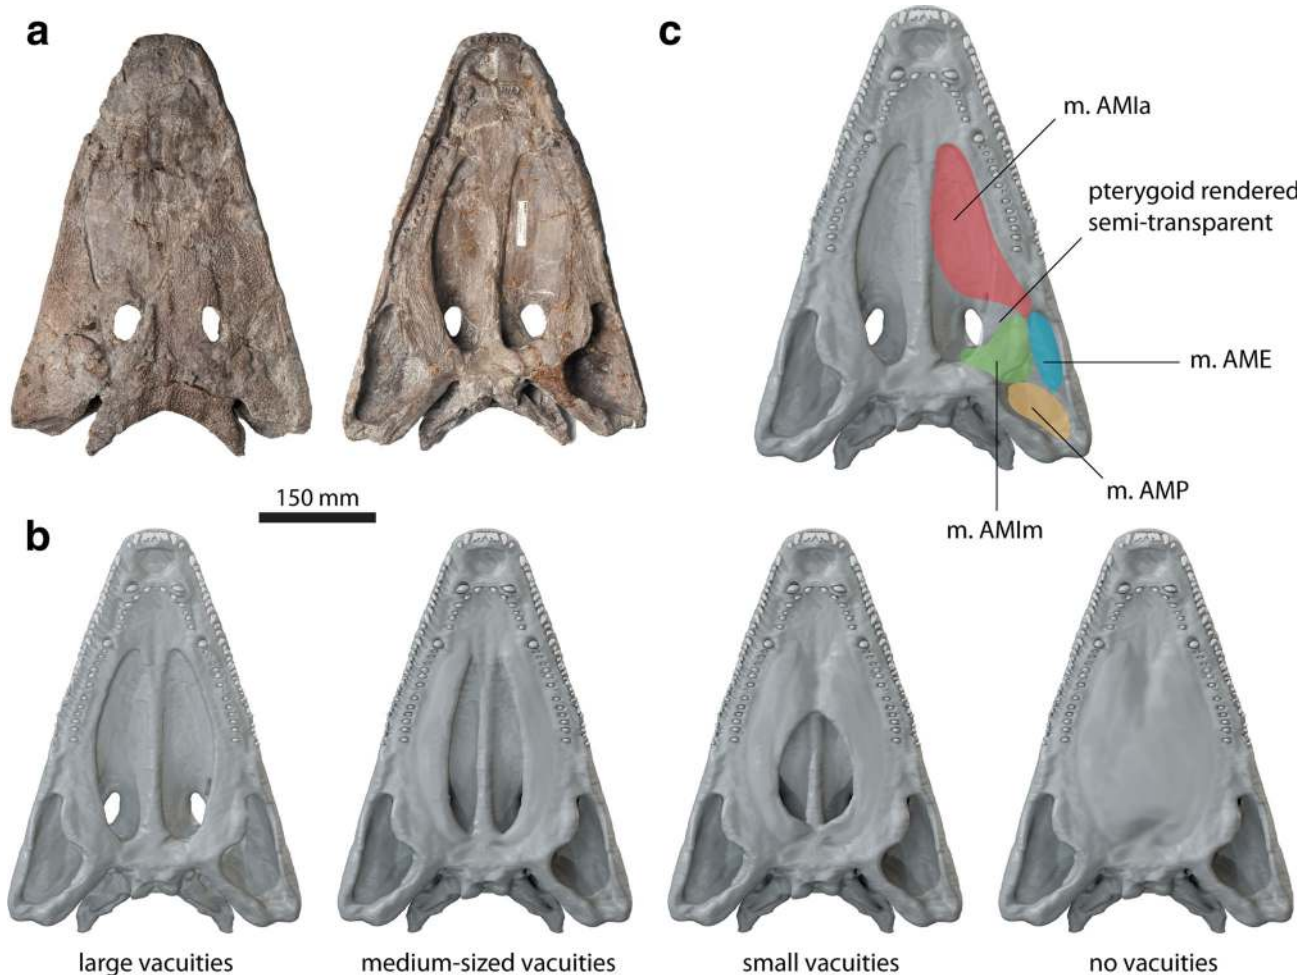 a
c
m. AMIa
pterygoid rendered
semi-transparent
m. AME
m. AMP
m. AMIm
150 mm
b
large vacuities
medium-sized vacuities
small vacuities
no vacuities